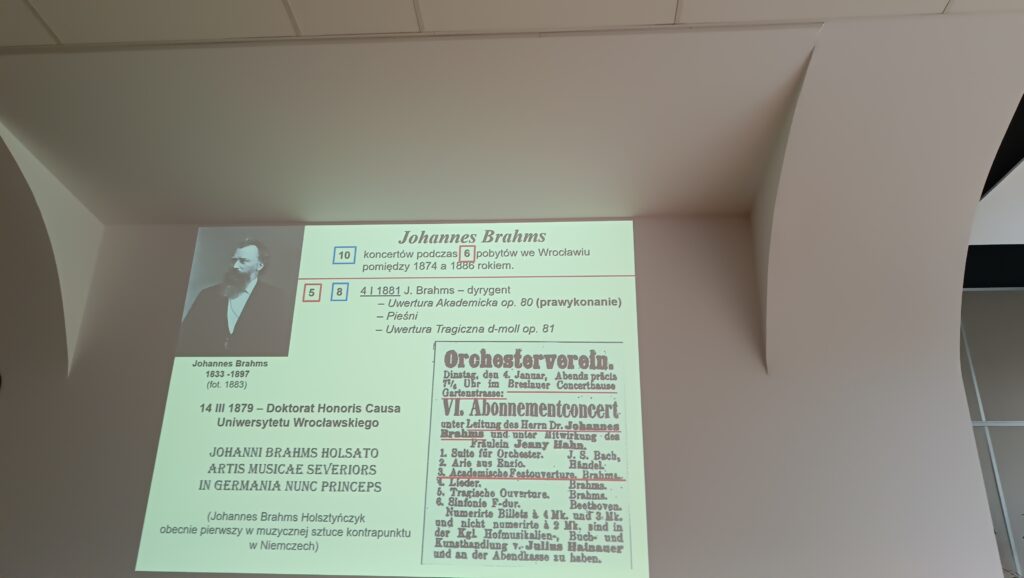 Johannes Brahms
10 koncertów podczas 6 pobytów we Wrocławiu
pomiędzy 1874 a 1886 rokiem.
5 8 4 I 1881 J. Brahms – dyrygent
– Uwertura Akademicka op. 80 (prawykonanie)
– Pieśni
– Uwertura Tragiczna d-moll op. 81
Johannes Brahms
1833 -1897
(fot. 1883)
14 III 1879 – Doktorat Honoris Causa
Uniwersytetu Wrocławskiego
JOHANNI BRAHMS HOLSATO
ARTIS MUSICAE SEVERIORS
IN GERMANIA NUNC PRINCEPS
(Johannes Brahms Holsztyńczyk
obecnie pierwszy w muzycznej sztuce kontrapunktu
w Niemczech)
Orchesterverein.
Dinstag, den 4. Januar, Abends präcis
7¼ Uhr im Breslauer Concerthause
Gartenstrasse:
VI. Abonnementconcert
unter Leitung des Herrn Dr. Johannes
Brahms und unter Mitwirkung des
Fräulein Jenny Hahn.
1. Suite für Orchester. J. S. Bach.
2. Arie aus Enzio. Händel.
3. Academische Festouverture. Brahms.
4. Lieder. Brahms.
5. Tragische Ouverture. Brahms.
6. Sinfonie F-dur. Beethoven.
Numerirte Billets à 4 Mk. und 3 Mk.
und nicht numerirte à 2 Mk. sind in
der Kgl. Hofmusikalien-, Buch- und
Kunsthandlung v. Julius Hainauer
und an der Abendkasse zu haben.